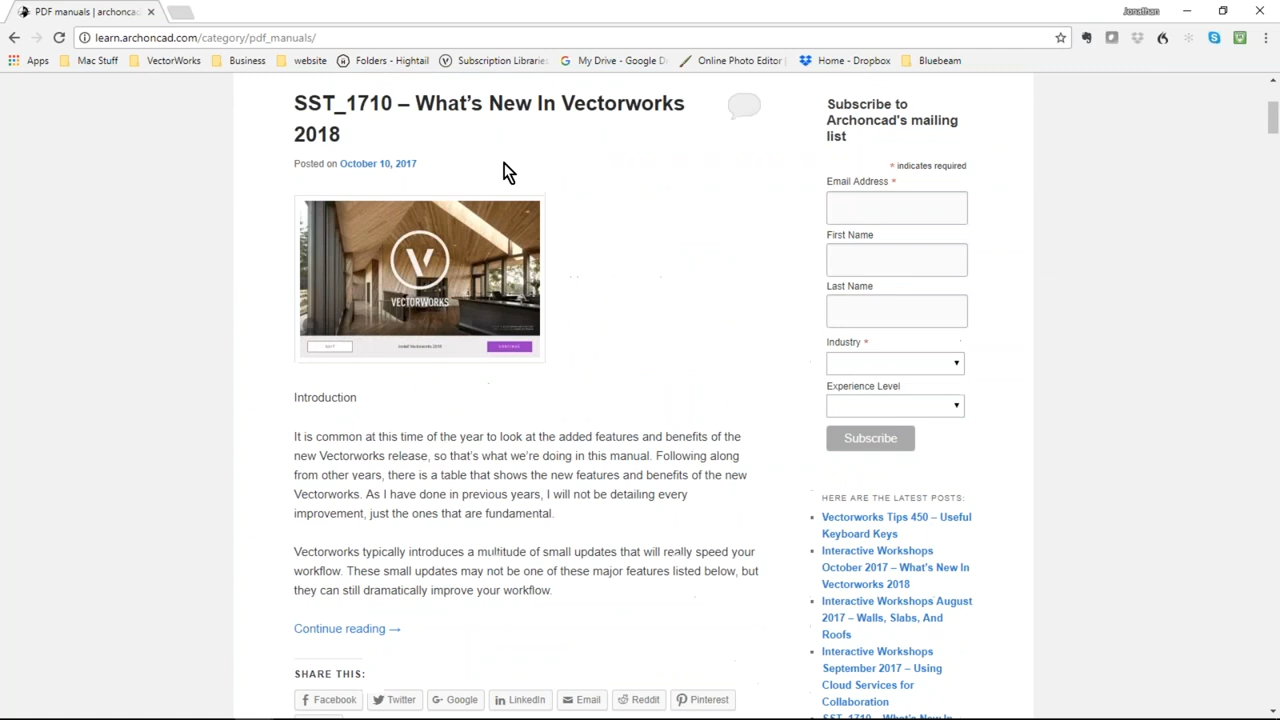 PDF manuals | archoncad
Jonathan
learn.archoncad.com/category/pdf_manuals/
Apps Mac Stuff VectorWorks Business website Folders - Hightail Subscription Librarie My Drive - Google D Online Photo Editor | Home - Dropbox Bluebeam
SST_1710 – What's New In Vectorworks
2018
Posted on October 10, 2017
VECTORWORKS
Install Vectorworks 2018
Introduction
It is common at this time of the year to look at the added features and benefits of the
new Vectorworks release, so that's what we're doing in this manual. Following along
from other years, there is a table that shows the new features and benefits of the new
Vectorworks. As I have done in previous years, I will not be detailing every
improvement, just the ones that are fundamental.
Vectorworks typically introduces a multitude of small updates that will really speed your
workflow. These small updates may not be one of these major features listed below, but
they can still dramatically improve your workflow.
Continue reading →
SHARE THIS:
Facebook Twitter Google LinkedIn Email Reddit Pinterest
Subscribe to
Archoncad's mailing
list
* indicates required
Email Address *
First Name
Last Name
Industry *
Experience Level
Subscribe
HERE ARE THE LATEST POSTS:
Vectorworks Tips 450 – Useful
Keyboard Keys
Interactive Workshops
October 2017 – What's New In
Vectorworks 2018
Interactive Workshops August
2017 – Walls, Slabs, And
Roofs
Interactive Workshops
September 2017 – Using
Cloud Services for
Collaboration
SST_1710 – What's New In